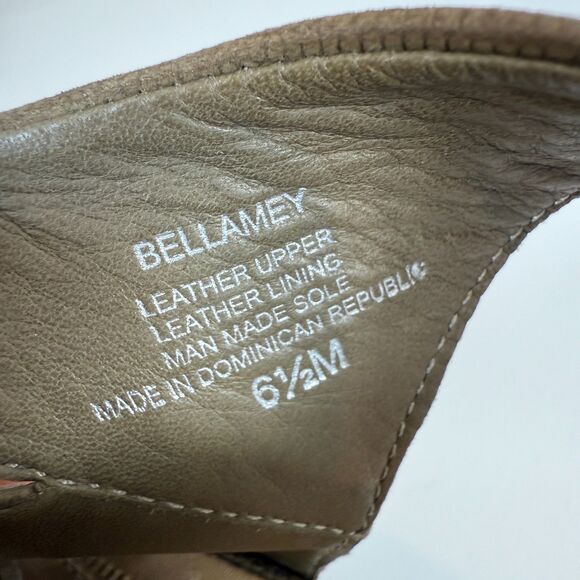 BELLAMEY
LEATHER UPPER
LEATHER LINING
MAN MADE SOLE
MADE IN DOMINICAN REPUBLIC
6½M